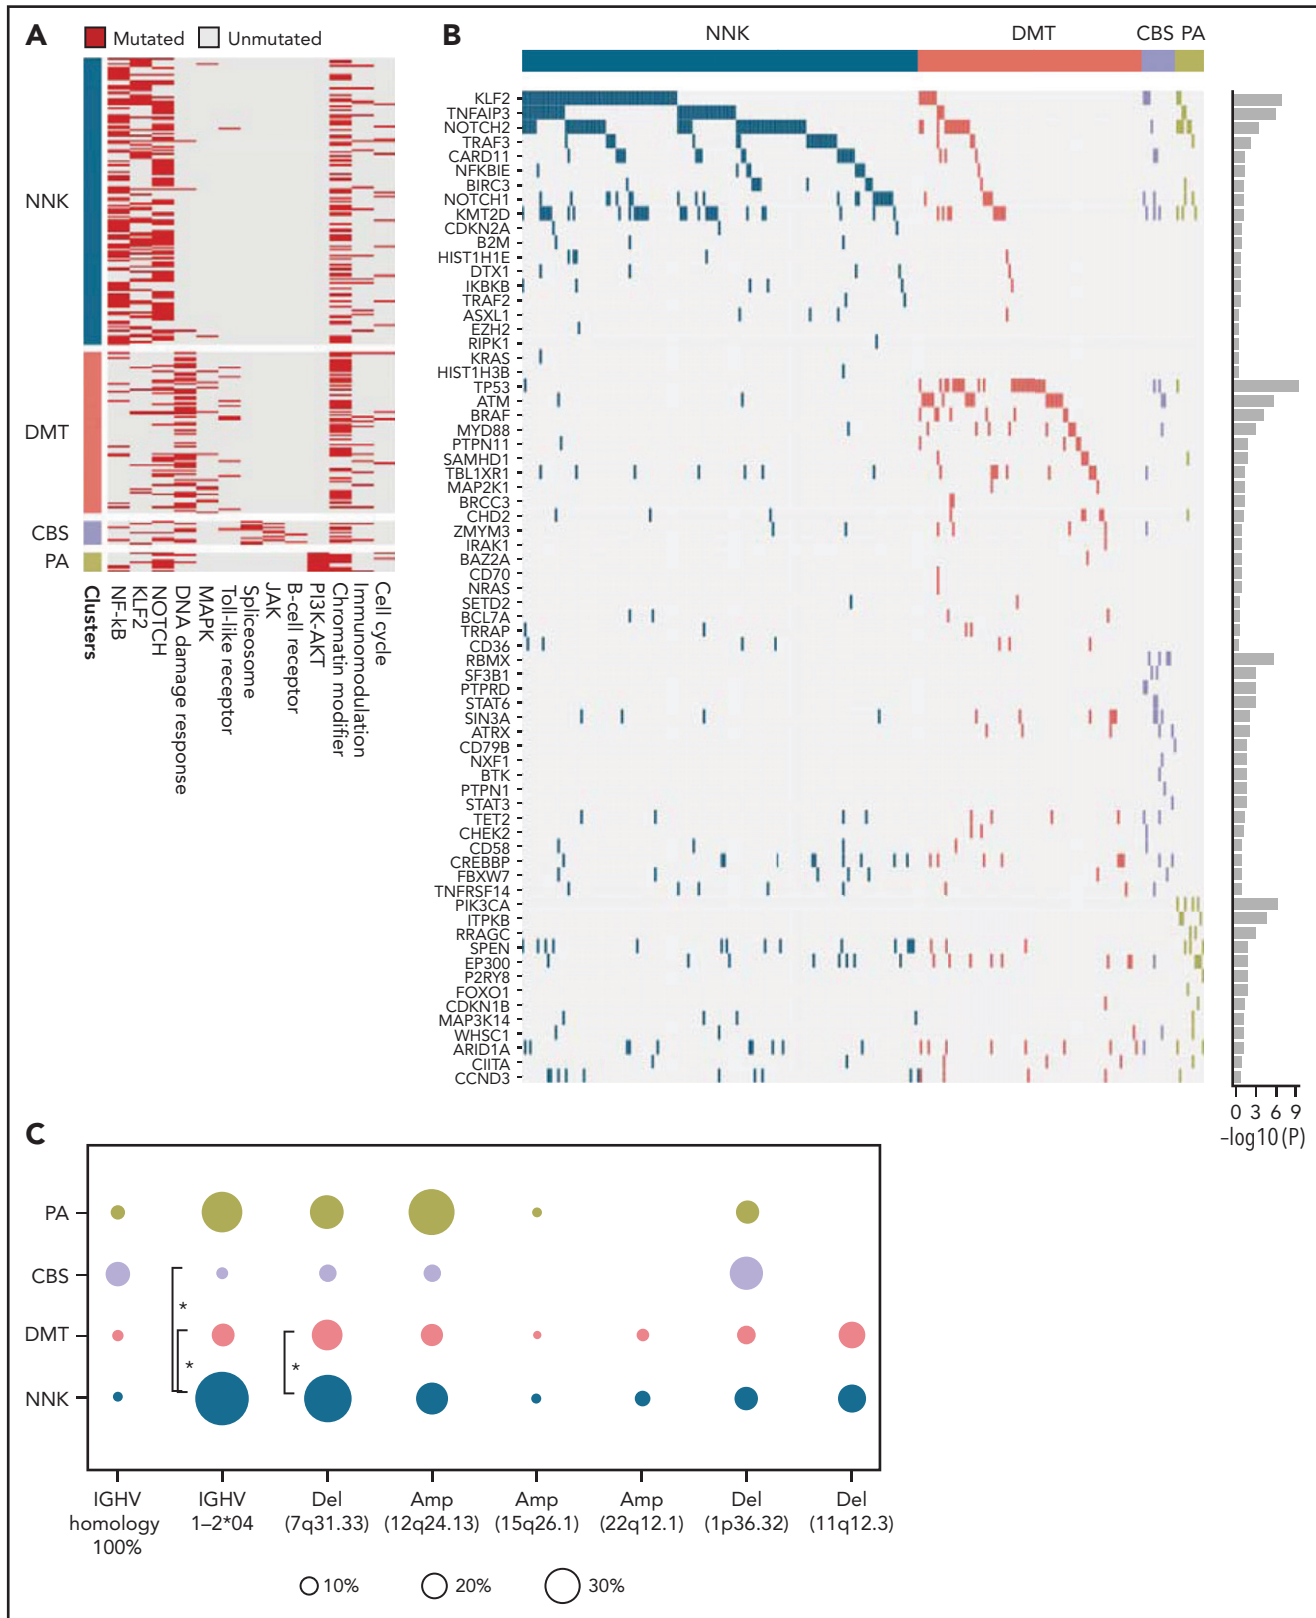 A
Mutated
Unmutated
NNK
DMT
CBS
PA
Clusters
NF-kB
KLF2
NOTCH
DNA damage response
MAPK
Toll-like receptor
Spliceosome
JAK
B-cell receptor
PI3K-AKT
Chromatin modifier
Immunomodulation
Cell cycle
B
NNK DMT CBS PA
KLF2
TNFAIP3
NOTCH2
TRAF3
CARD11
NFKBIE
BIRC3
NOTCH1
KMT2D
CDKN2A
B2M
HIST1H1E
DTX1
IKBKB
TRAF2
ASXL1
EZH2
RIPK1
KRAS
HIST1H3B
TP53
ATM
BRAF
MYD88
PTPN11
SAMHD1
TBL1XR1
MAP2K1
BRCC3
CHD2
ZMYM3
IRAK1
BAZ2A
CD70
NRAS
SETD2
BCL7A
TRRAP
CD36
RBMX
SF3B1
PTPRD
STAT6
SIN3A
ATRX
CD79B
NXF1
BTK
PTPN1
STAT3
TET2
CHEK2
CD58
CREBBP
FBXW7
TNFRSF14
PIK3CA
ITPKB
RRAGC
SPEN
EP300
P2RY8
FOXO1
CDKN1B
MAP3K14
WHSC1
ARID1A
CIITA
CCND3
0 3 6 9
–log10 (P)
C
PA
CBS
*
DMT
* *
NNK
IGHV IGHV Del Amp Amp Amp Del Del
homology 1–2*04 (7q31.33) (12q24.13) (15q26.1) (22q12.1) (1p36.32) (11q12.3)
100%
10% 20% 30%